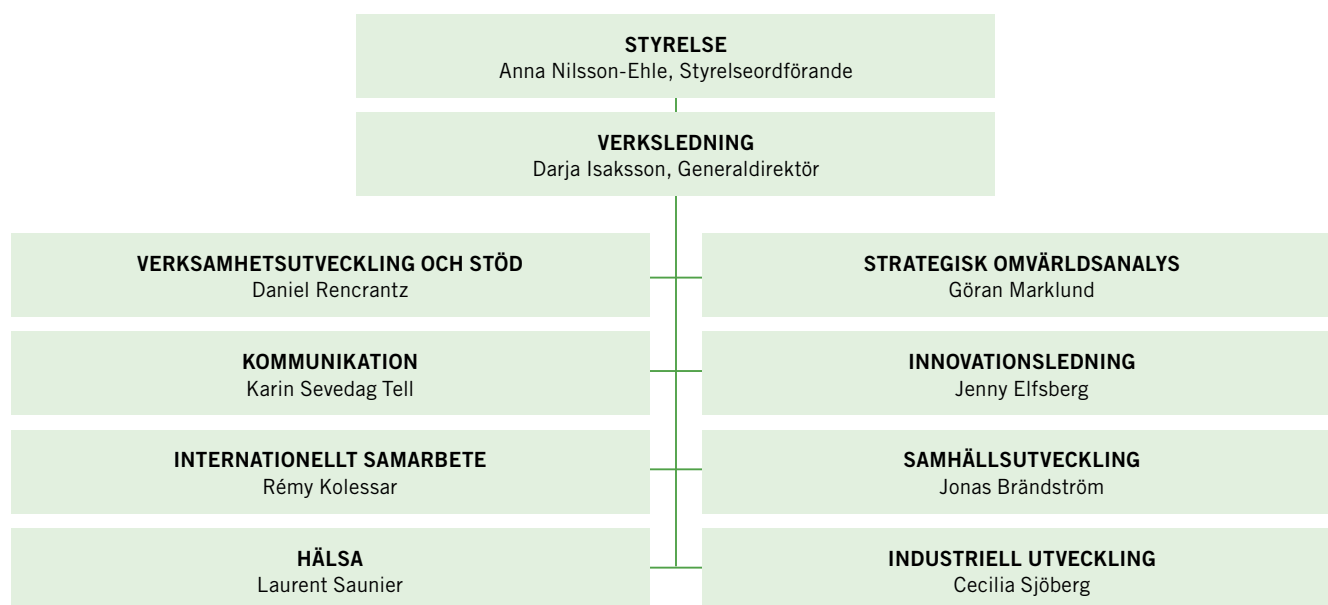 STYRELSE
Anna Nilsson-Ehle, Styrelseordförande
VERKSLEDNING
Darja Isaksson, Generaldirektör
VERKSAMHETSUTVECKLING OCH STÖD
Daniel Rencrantz
STRATEGISK OMVÄRLDSANALYS
Göran Marklund
KOMMUNIKATION
Karin Sevedag Tell
INNOVATIONSLEDNING
Jenny Elfsberg
INTERNATIONELLT SAMARBETE
Rémy Kolessar
SAMHÄLLSUTVECKLING
Jonas Brändström
HÄLSA
Laurent Saunier
INDUSTRIELL UTVECKLING
Cecilia Sjöberg